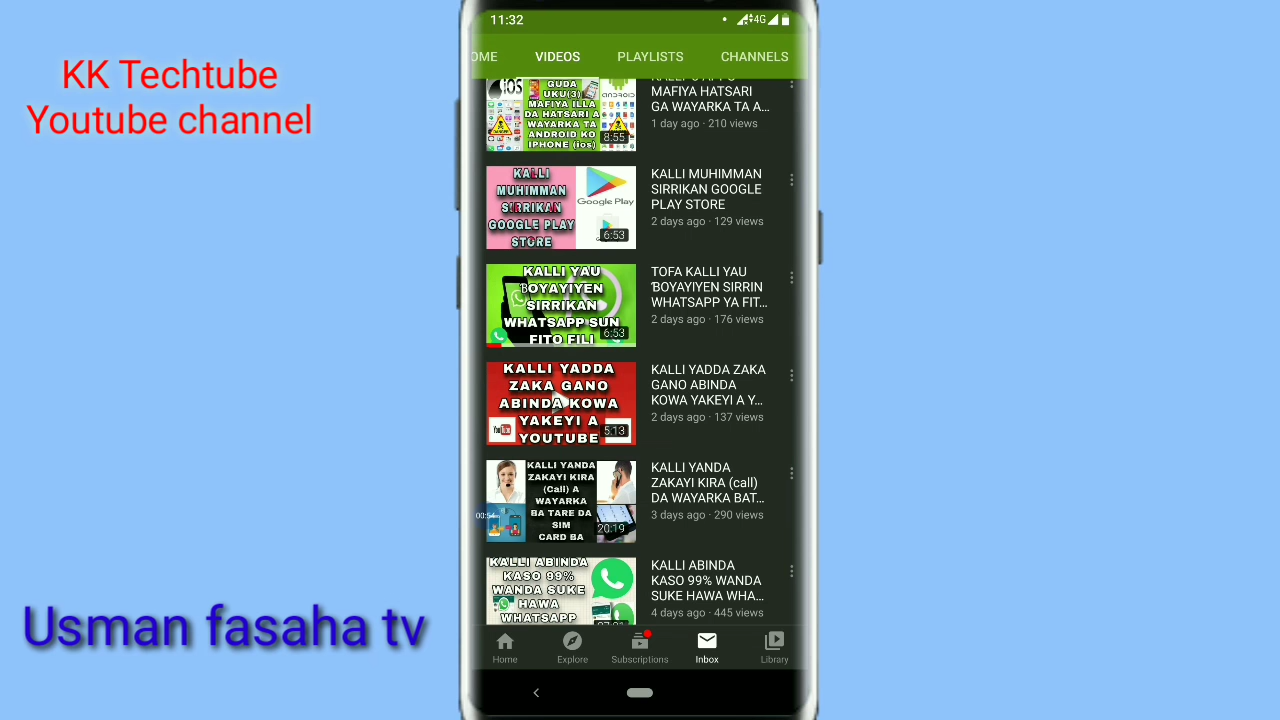 KK Techtube
Youtube channel
Usman fasaha tv
11:32
4G
OME VIDEOS PLAYLISTS CHANNELS
iOS
GUDA
UKU(3)
MAFIYA ILLA
DA HATSARI A
WAYARKA TA
ANDROID KO
IPHONE (ios)
ANDROID
8:55
MAFIYA HATSARI
GA WAYARKA TA A...
1 day ago · 210 views
KALLI
MUHIMMAN
SIRRIKAN
GOOGLE PLAY
STORE
Google Play
6:53
KALLI MUHIMMAN
SIRRIKAN GOOGLE
PLAY STORE
2 days ago · 129 views
KALLI YAU
ƁOYAYIYEN
SIRRIKAN
WHATSAPP SUN
FITO FILI
6:53
TOFA KALLI YAU
ƁOYAYIYEN SIRRIN
WHATSAPP YA FIT...
2 days ago · 176 views
KALLI YADDA
ZAKA GANO
ABINDA KOWA
YAKEYI A
YOUTUBE
5:13
KALLI YADDA ZAKA
GANO ABINDA
KOWA YAKEYI A Y...
2 days ago · 137 views
KALLI YANDA
ZAKAYI KIRA
(Call) A
WAYARKA
BA TARE DA
SIM
CARD BA
00:54
20:19
KALLI YANDA
ZAKAYI KIRA (call)
DA WAYARKA BAT...
3 days ago · 290 views
KALLI ABINDA
KASO 99%
WANDA SUKE
HAWA
WHATSAPP
KALLI ABINDA
KASO 99% WANDA
SUKE HAWA WHA...
4 days ago · 445 views
Home Explore Subscriptions Inbox Library